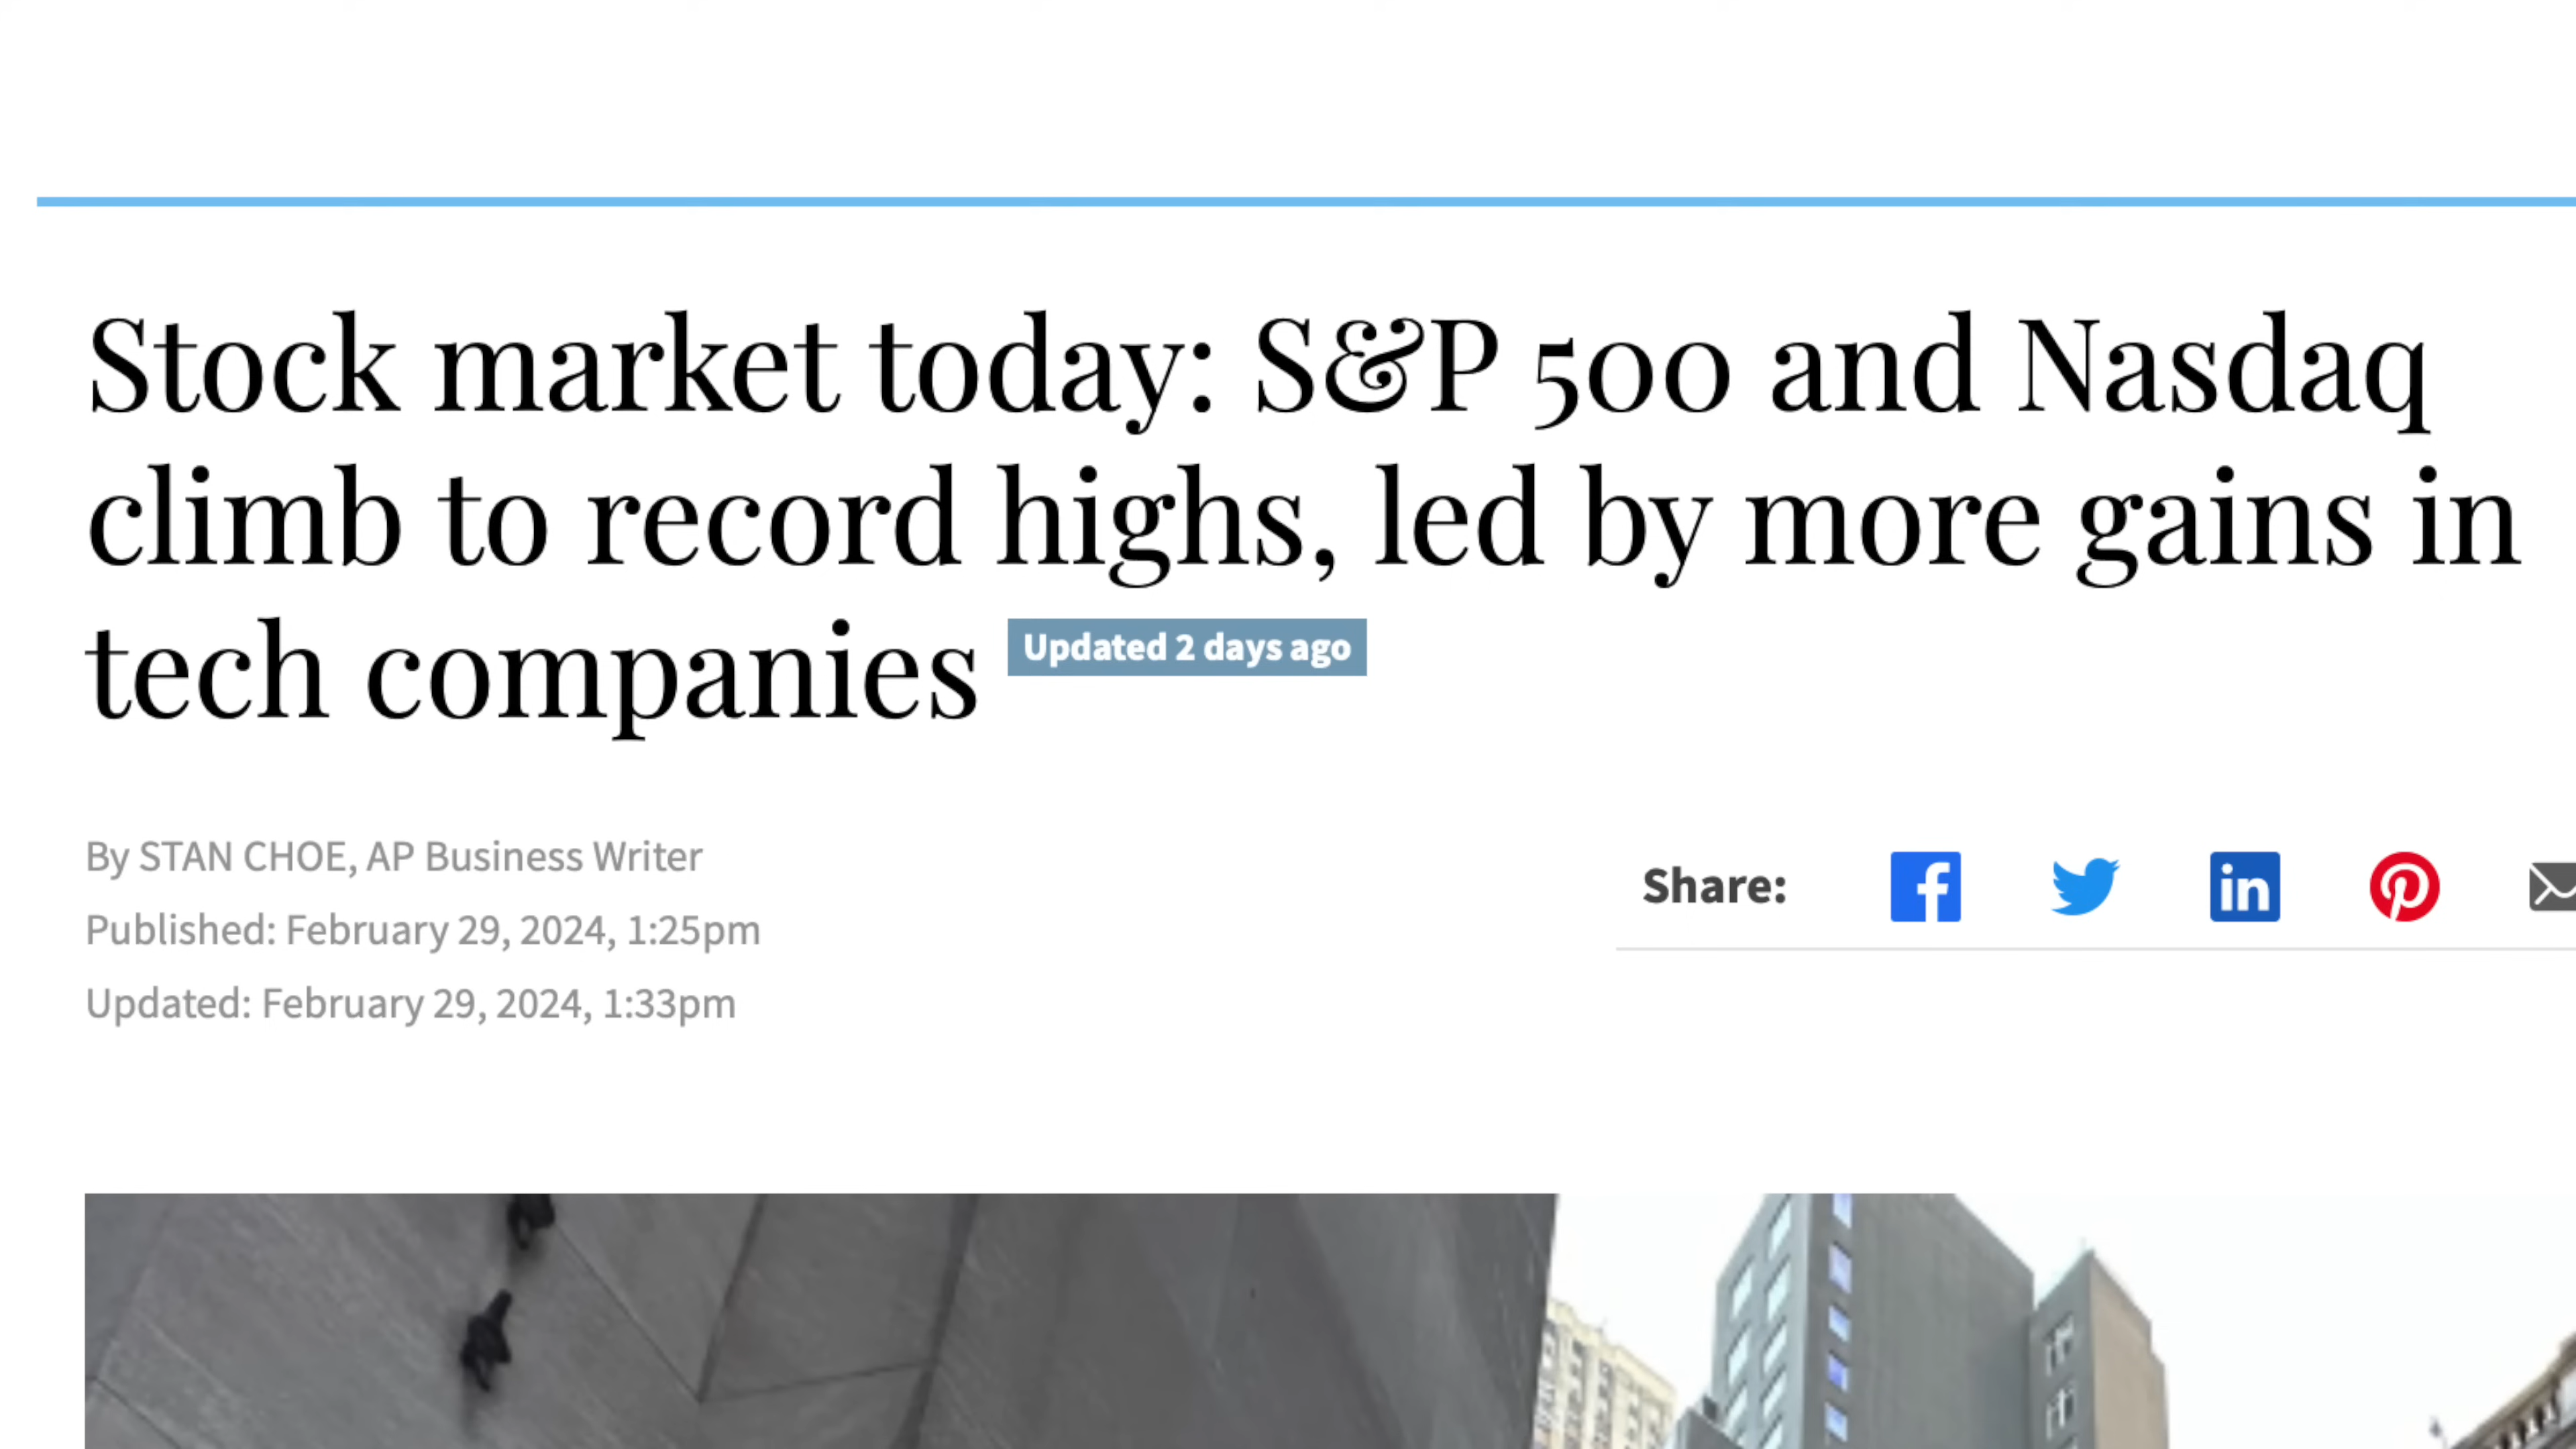 Stock market today: S&P 500 and Nasdaq
climb to record highs, led by more gains in
tech companies Updated 2 days ago
By STAN CHOE, AP Business Writer
Published: February 29, 2024, 1:25pm
Updated: February 29, 2024, 1:33pm
Share: